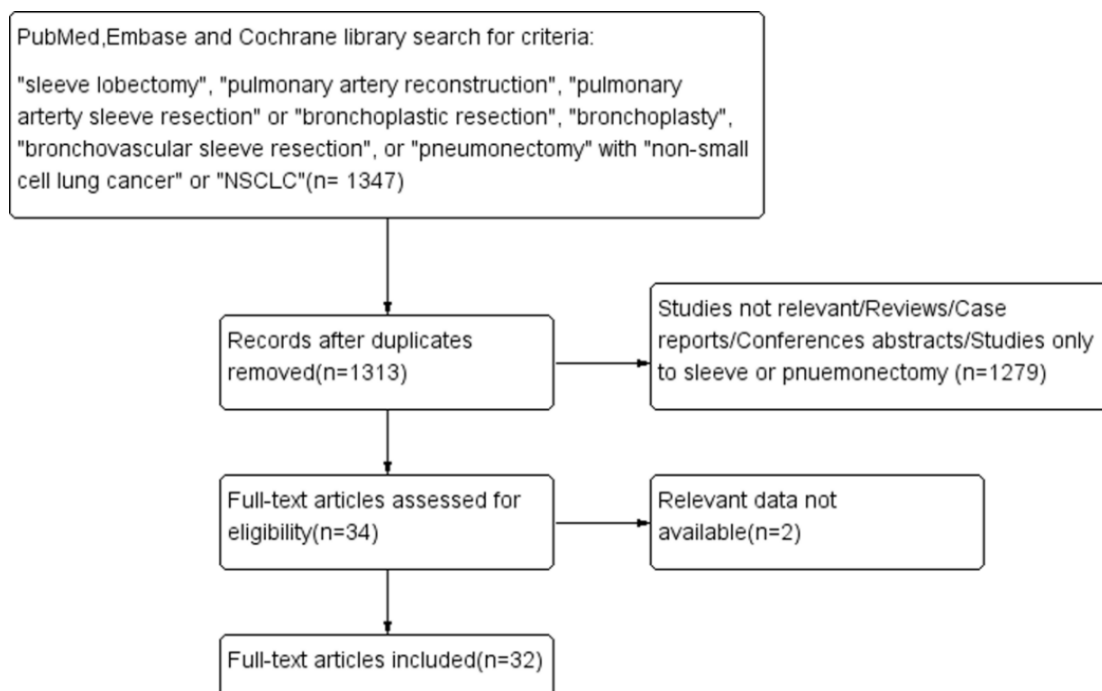 PubMed,Embase and Cochrane library search for criteria:
"sleeve lobectomy", "pulmonary artery reconstruction", "pulmonary
arterty sleeve resection" or "bronchoplastic resection", "bronchoplasty",
"bronchovascular sleeve resection", or "pneumonectomy" with "non-small
cell lung cancer" or "NSCLC"(n= 1347)
Records after duplicates
removed(n=1313)
Studies not relevant/Reviews/Case
reports/Conferences abstracts/Studies only
to sleeve or pnuemonectomy (n=1279)
Full-text articles assessed for
eligibility(n=34)
Relevant data not
available(n=2)
Full-text articles included(n=32)